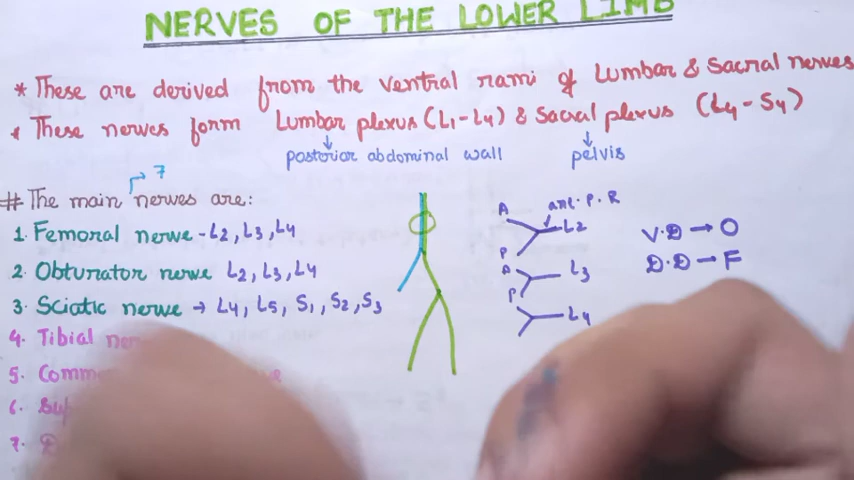 NERVES OF THE LOWER LIMB
* These are derived from the ventral rami of Lumbar & Sacral nerves
* These nerves form Lumbar plexus (L1-L4) & Sacral plexus (L4-S4)
posterior abdominal wall pelvis
7
# The main nerves are:
1. Femoral nerve - L2, L3, L4
2. Obturator nerve L2, L3, L4
3. Sciatic nerve → L4, L5, S1, S2, S3
4. Tibial
5.
6.
7.
ant. P. R
A L2
P
A L3
P
L4
V.D → O
D.D → F